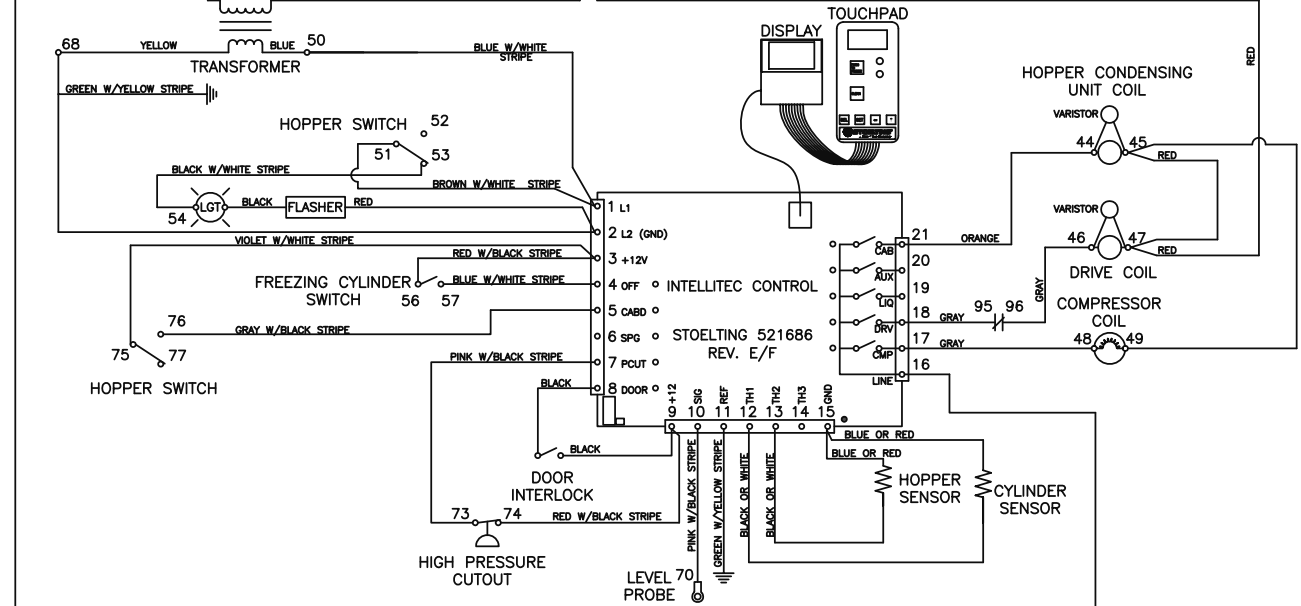 TOUCHPAD
DISPLAY
68
YELLOW
BLUE
50
BLUE W/WHITE
STRIPE
TRANSFORMER
GREEN W/YELLOW STRIPE
RED
HOPPER CONDENSING
UNIT COIL
VARISTOR
44
45
RED
HOPPER SWITCH
52
51
53
BLACK W/WHITE STRIPE
BROWN W/WHITE STRIPE
54
LGT
BLACK
FLASHER
RED
1 L1
2 L2 (GND)
3 +12V
4 OFF
5 CABD
6 SPG
7 PCUT
8 DOOR
VIOLET W/WHITE STRIPE
RED W/BLACK STRIPE
FREEZING CYLINDER
SWITCH
56
57
BLUE W/WHITE STRIPE
INTELLITEC CONTROL
STOELTING 521686
REV. E/F
CAB
21
ORANGE
AUX
20
LIQ
19
DRV
18
GRAY
95
96
GRAY
CMP
17
GRAY
LINE
16
VARISTOR
46
47
RED
DRIVE COIL
COMPRESSOR
COIL
48
49
76
GRAY W/BLACK STRIPE
75
77
HOPPER SWITCH
PINK W/BLACK STRIPE
BLACK
+12
SIG
REF
TH1
TH2
TH3
GND
9
10
11
12
13
14
15
BLUE OR RED
BLUE OR RED
BLACK
DOOR
INTERLOCK
PINK W/BLACK STRIPE
GREEN W/YELLOW STRIPE
BLACK OR WHITE
BLACK OR WHITE
HOPPER
SENSOR
CYLINDER
SENSOR
73
74
RED W/BLACK STRIPE
HIGH PRESSURE
CUTOUT
LEVEL
PROBE
70